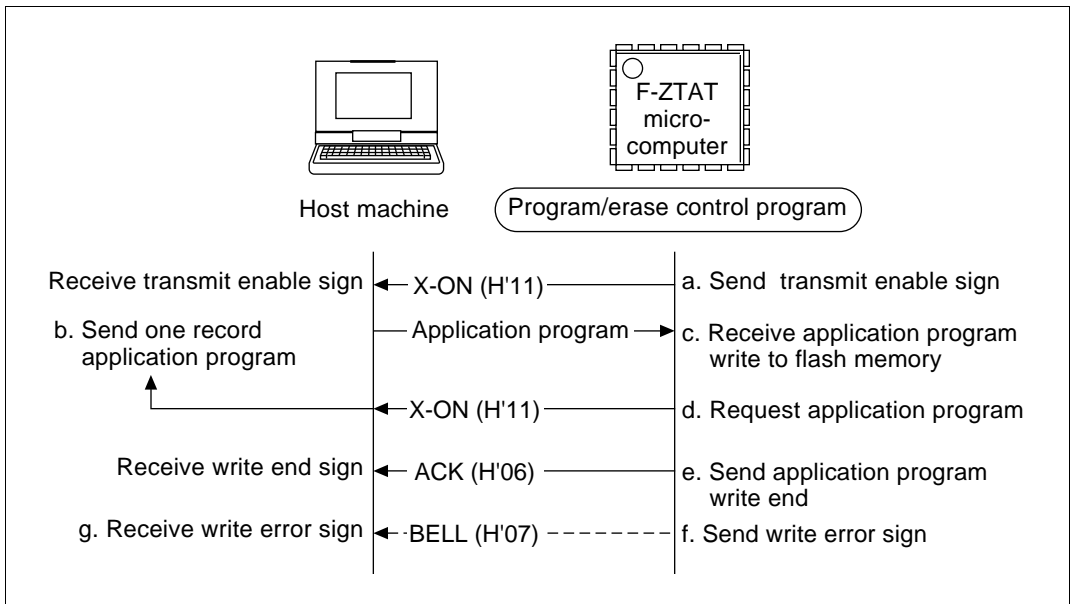 F-ZTAT
micro-
computer
Host machine
Program/erase control program
Receive transmit enable sign
X-ON (H'11)
a. Send transmit enable sign
b. Send one record
application program
Application program
c. Receive application program
write to flash memory
X-ON (H'11)
d. Request application program
Receive write end sign
ACK (H'06)
e. Send application program
write end
g. Receive write error sign
BELL (H'07)
f. Send write error sign